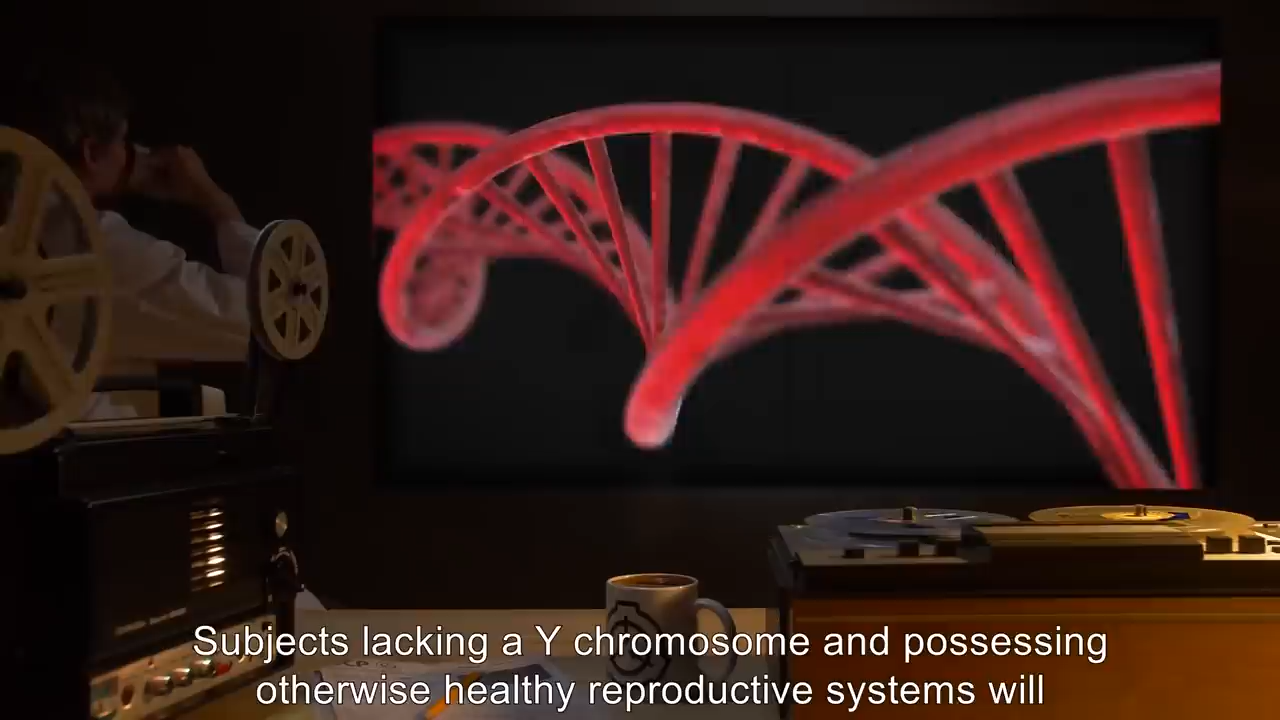 Subjects lacking a Y chromosome and possessing
otherwise healthy reproductive systems will